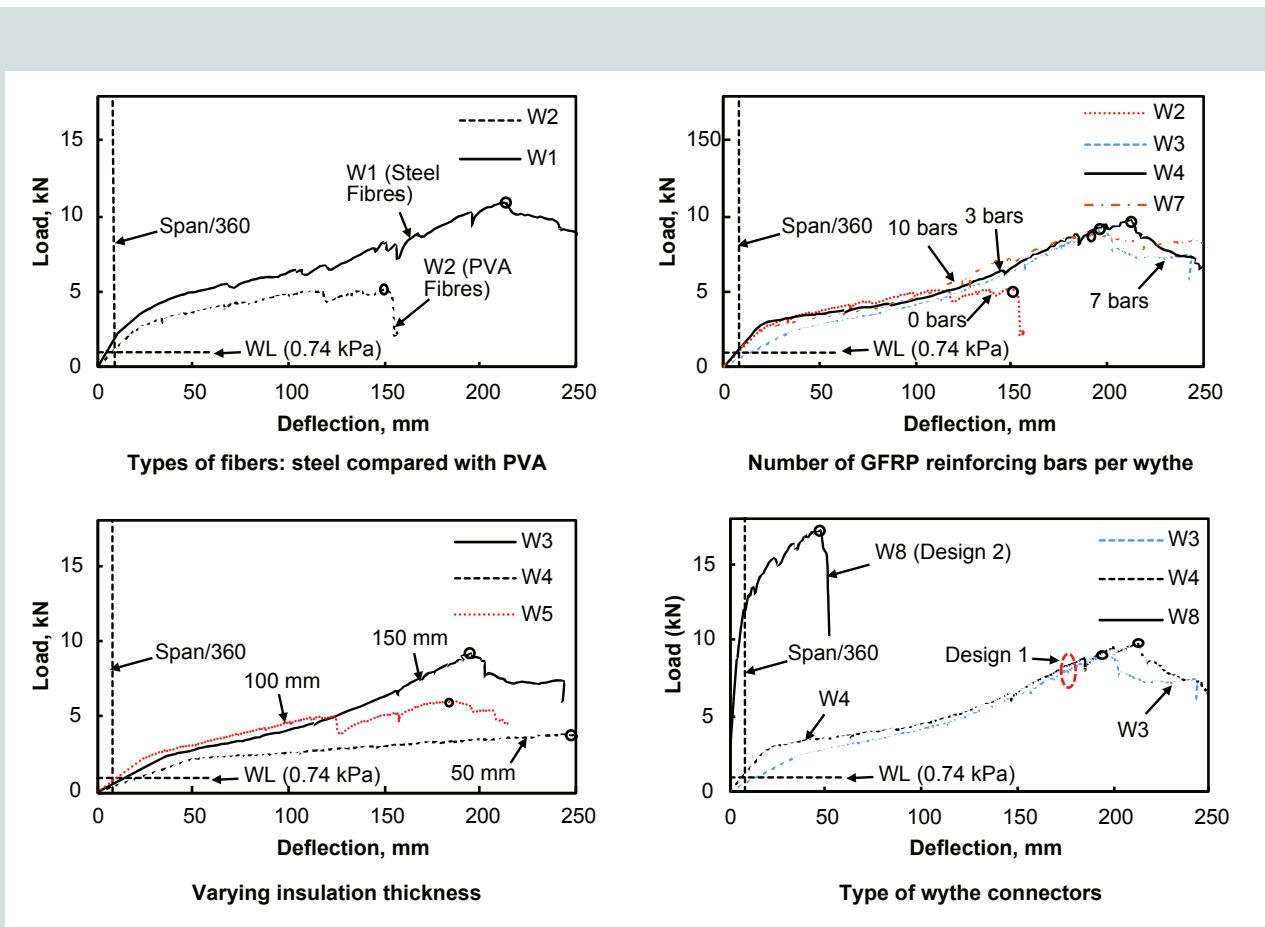 W2
W1
15
10
5
0
Load, kN
Span/360
W1 (Steel
Fibres)
W2 (PVA
Fibres)
WL (0.74 kPa)
0 50 100 150 200 250
Deflection, mm
Types of fibers: steel compared with PVA
W2
W3
W4
W7
150
10
5
0
Load, kN
Span/360
10 bars
3 bars
0 bars
7 bars
WL (0.74 kPa)
0 50 100 150 200 250
Deflection, mm
Number of GFRP reinforcing bars per wythe
W3
W4
W5
15
10
5
0
Load, kN
Span/360
150 mm
100 mm
50 mm
WL (0.74 kPa)
0 50 100 150 200 250
Deflection, mm
Varying insulation thickness
W3
W4
W8
15
10
5
0
Load (kN)
W8 (Design 2)
Span/360
Design 1
W4
W3
WL (0.74 kPa)
0 50 100 150 200 250
Deflection, mm
Type of wythe connectors